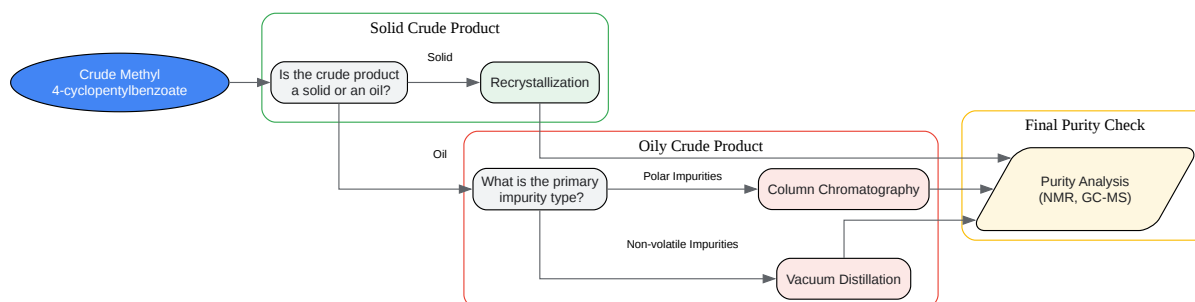 Solid Crude Product
Crude Methyl
4-cyclopentylbenzoate
Is the crude product
a solid or an oil?
Solid
Recrystallization
Oil
Oily Crude Product
What is the primary
impurity type?
Polar Impurities
Column Chromatography
Non-volatile Impurities
Vacuum Distillation
Final Purity Check
Purity Analysis
(NMR, GC-MS)